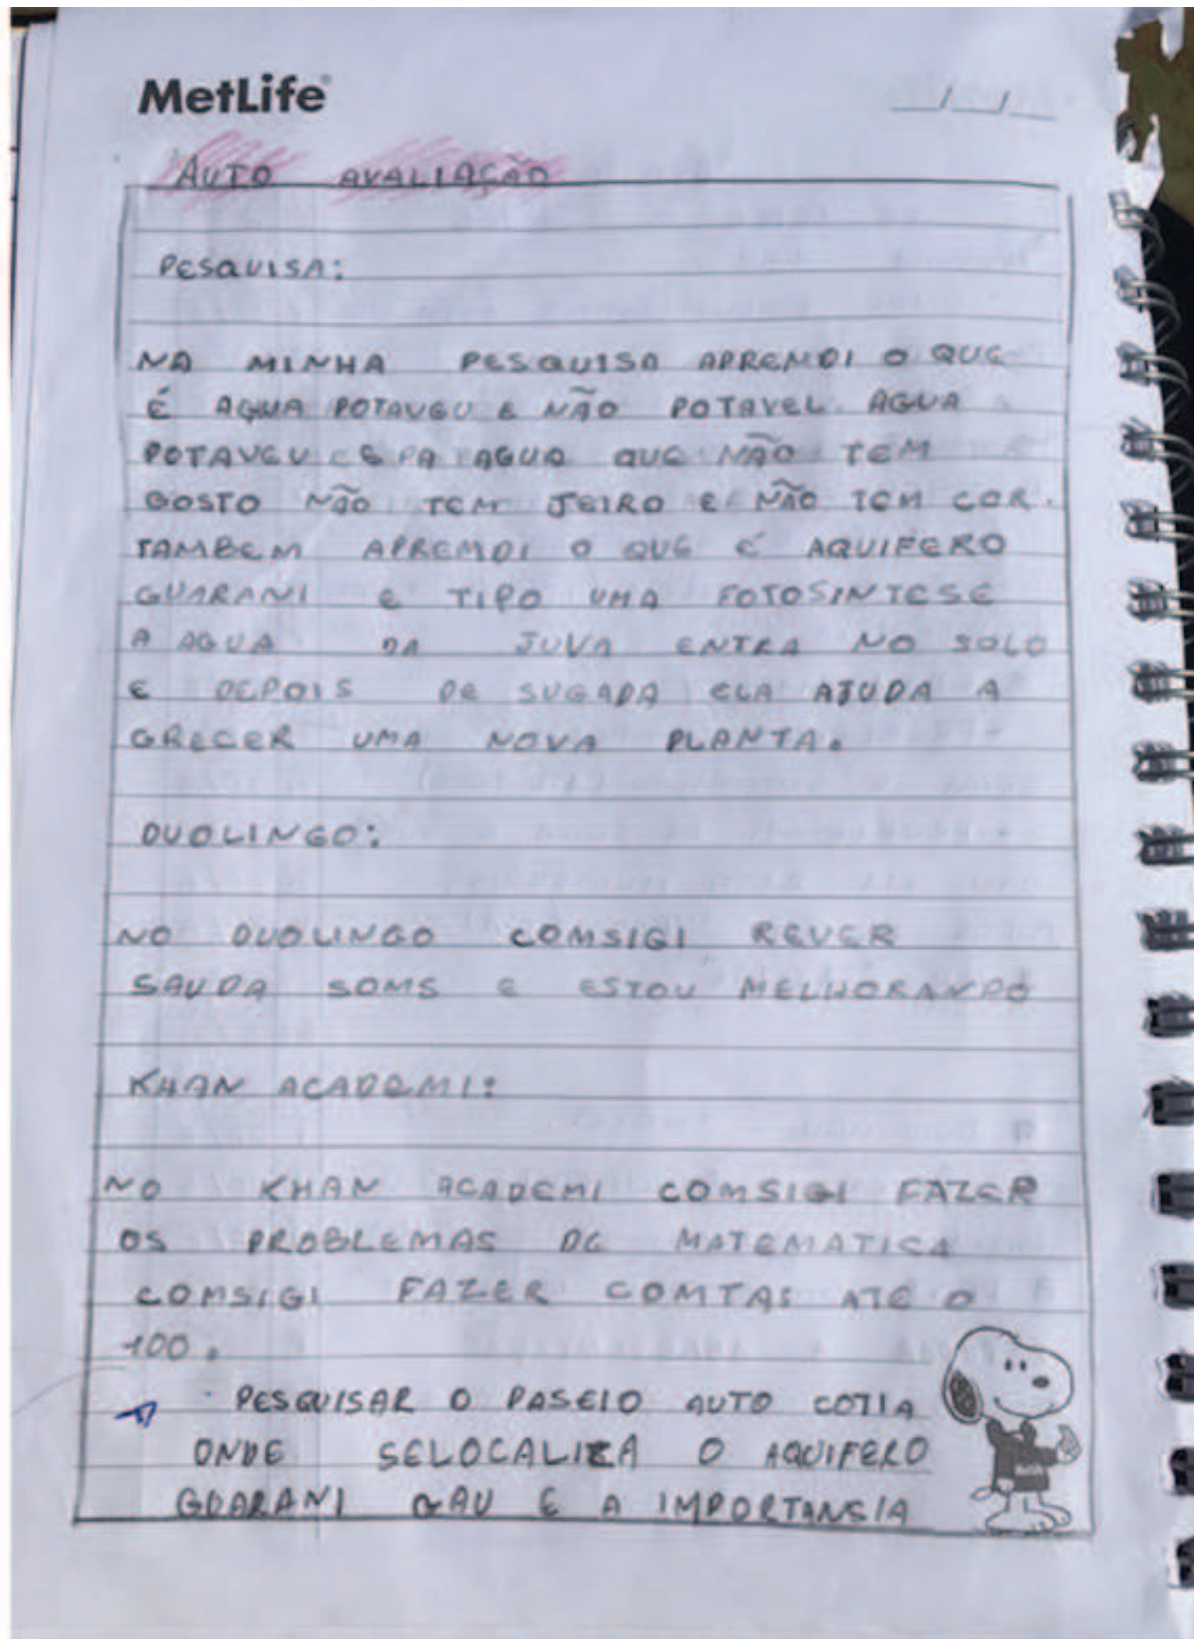 MetLife
AUTO AVALIAÇÃO
PESQUISA:
NA MINHA PESQUISA APREMDI O QUE
É AGUA POTAVEU E NÃO POTAVEL. AGUA
POTAVEU AGUA QUE NÃO TEM
GOSTO NÃO TEM JEIRO E NÃO TEM COR.
TAMBEM APREMDI O QUE É AQUIFERO
GUARANI E TIPO UMA FOTOSINTESE
A AGUA DA JUVA ENTRA NO SOLO
E DEPOIS DE SUGADA ELA AJUDA A
GRECER UMA NOVA PLANTA.
DUOLINGO:
NO DUOLINGO COMSIGI REVER
SAUDA SOMS E ESTOU MELHORANDO
KHAN ACADEMI:
NO KHAN ACADEMI COMSIGI FAZER
OS PROBLEMAS DE MATEMATICA
COMSIGI FAZER COMTAS ATE O
100.
PESQUISAR O PASEIO AUTO COTIA
ONDE SELOCALIZA O AQUIFERO
GUARANI QAU E A IMPORTANSIA